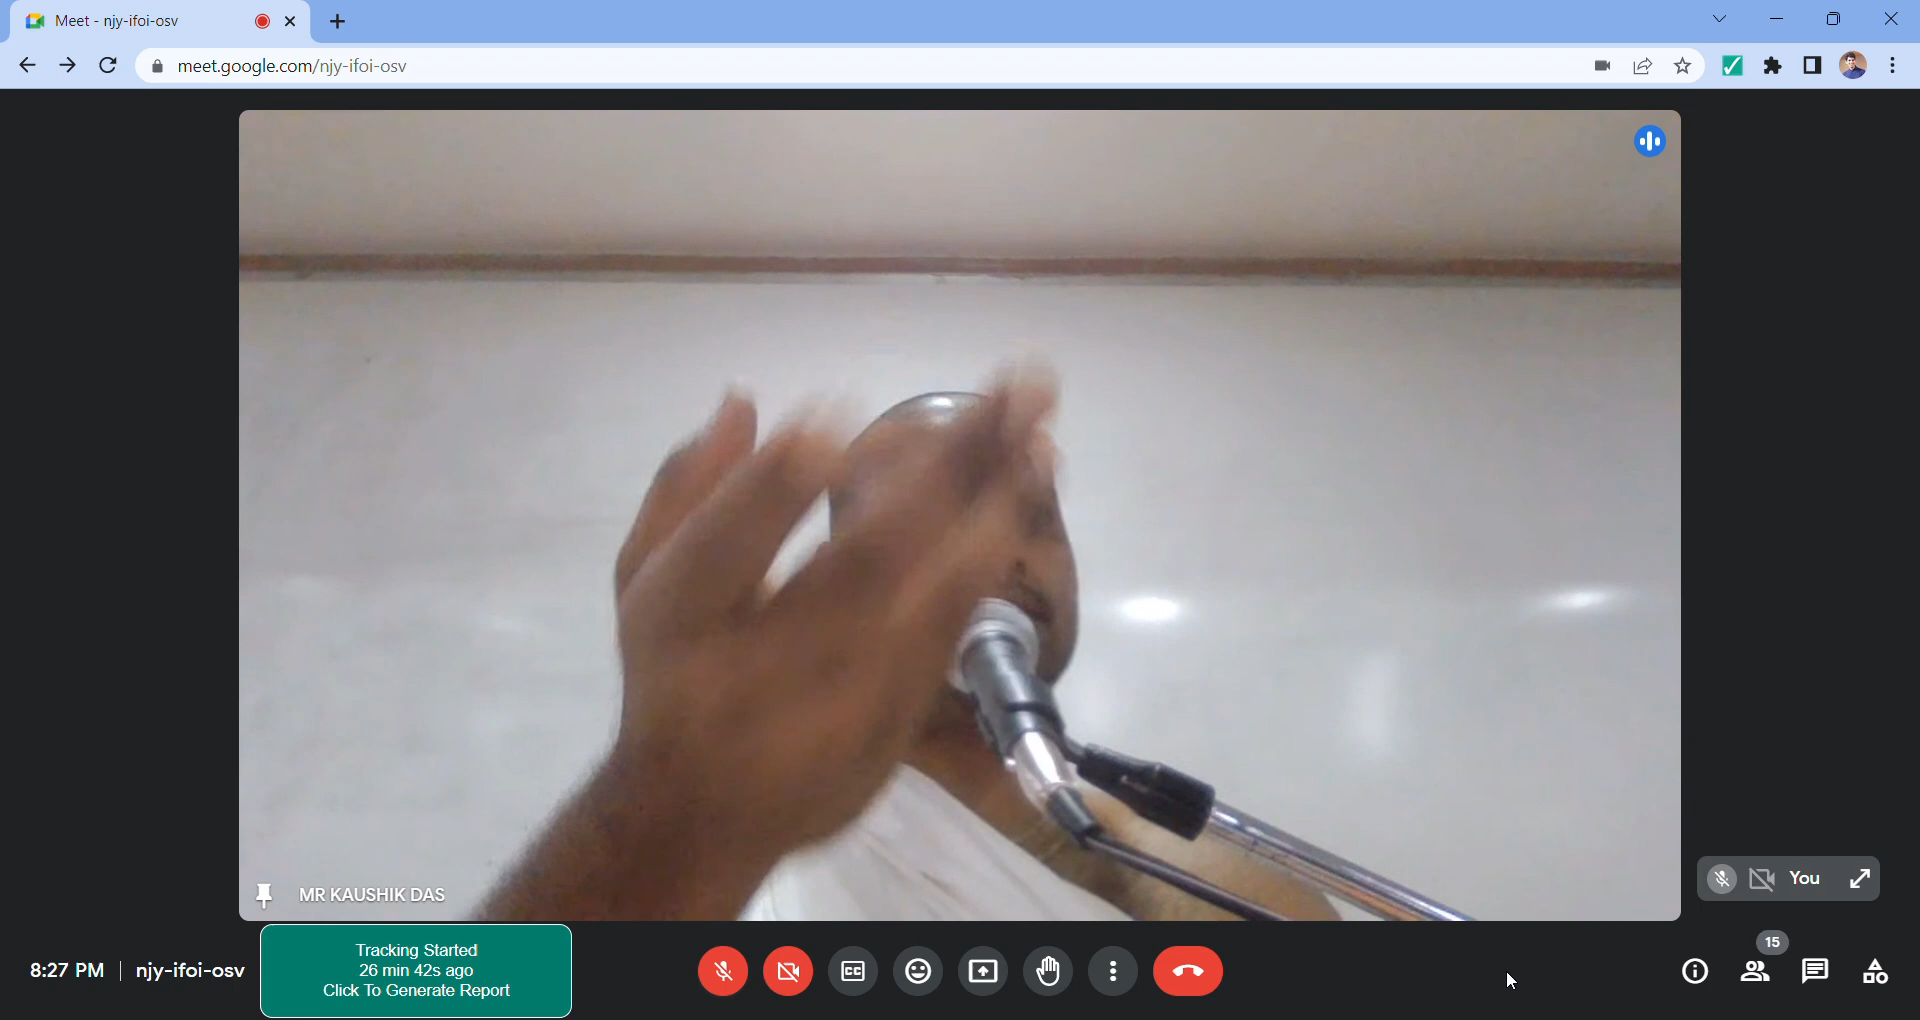 Meet - njy-ifoi-osv
meet.google.com/njy-ifoi-osv
MR KAUSHIK DAS
You
8:27 PM | njy-ifoi-osv
Tracking Started
26 min 42s ago
Click To Generate Report
CC
15